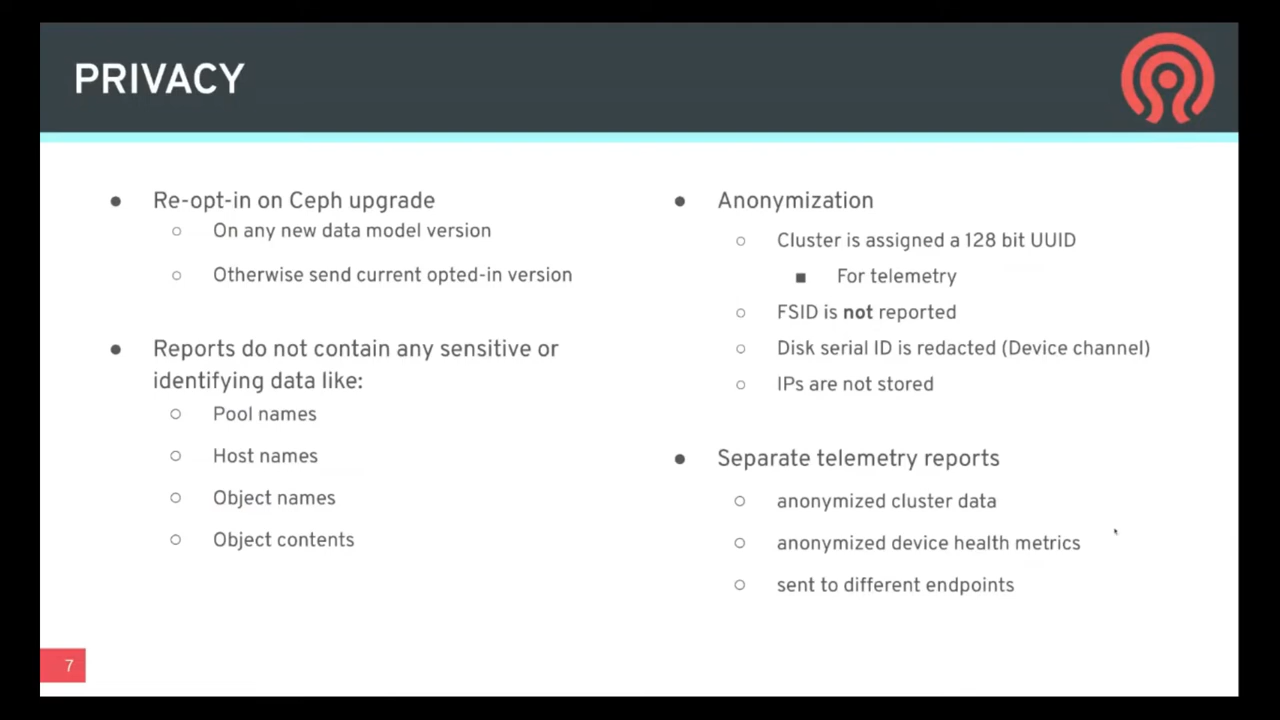 PRIVACY
Re-opt-in on Ceph upgrade
On any new data model version
Otherwise send current opted-in version
Reports do not contain any sensitive or
identifying data like:
Pool names
Host names
Object names
Object contents
Anonymization
Cluster is assigned a 128 bit UUID
For telemetry
FSID is not reported
Disk serial ID is redacted (Device channel)
IPs are not stored
Separate telemetry reports
anonymized cluster data
anonymized device health metrics
sent to different endpoints
7